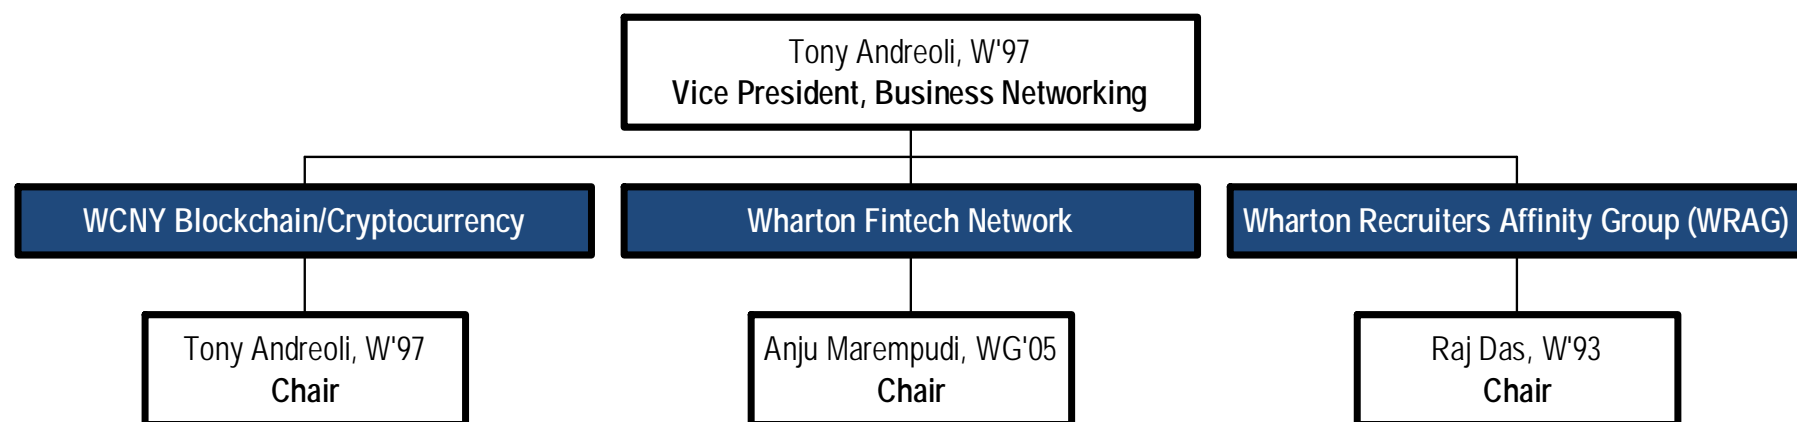 Tony Andreoli, W'97
Vice President, Business Networking
WCNY Blockchain/Cryptocurrency
Wharton Fintech Network
Wharton Recruiters Affinity Group (WRAG)
Tony Andreoli, W'97
Chair
Anju Marempudi, WG'05
Chair
Raj Das, W'93
Chair